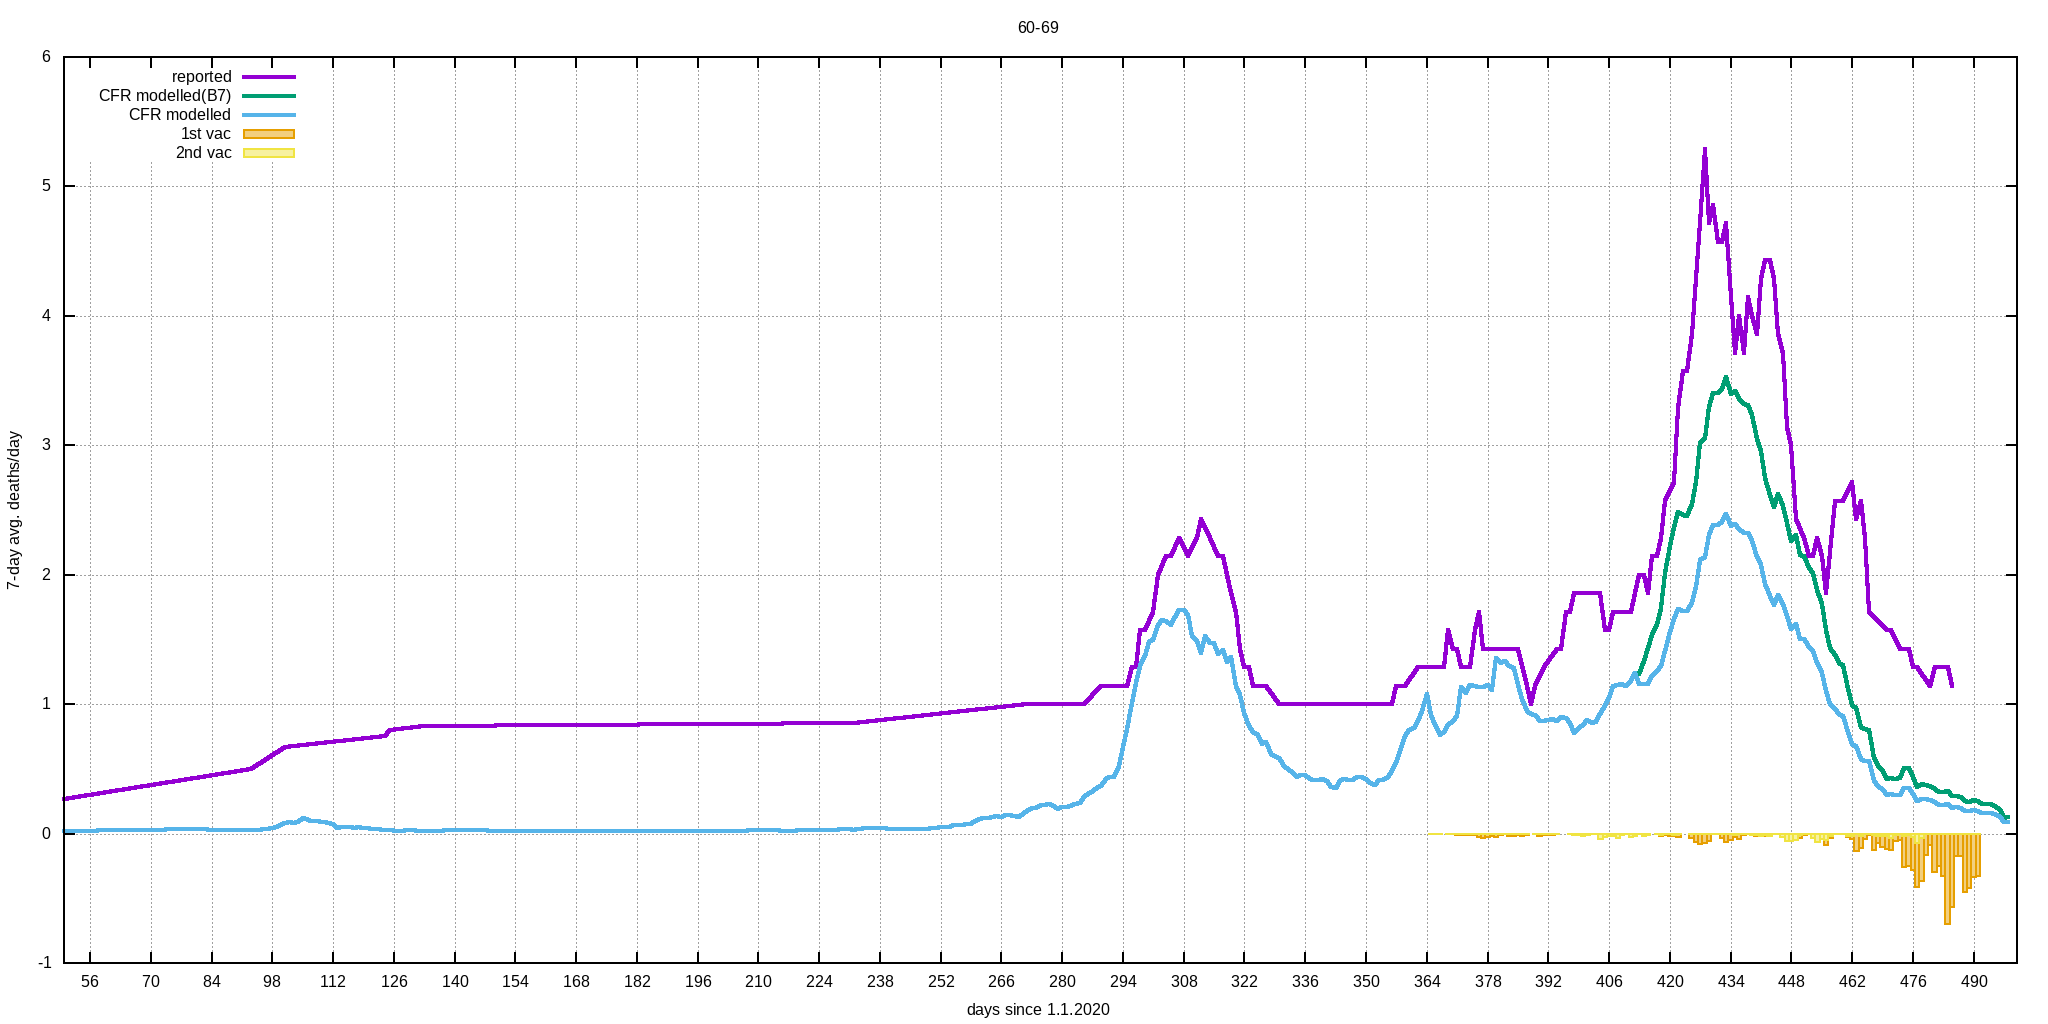 60-69
reported
CFR modelled(B7)
CFR modelled
1st vac
2nd vac
6
5
4
3
2
1
0
-1
7-day avg. deaths/day
56 70 84 98 112 126 140 154 168 182 196 210 224 238 252 266 280 294 308 322 336 350 364 378 392 406 420 434 448 462 476 490
days since 1.1.2020